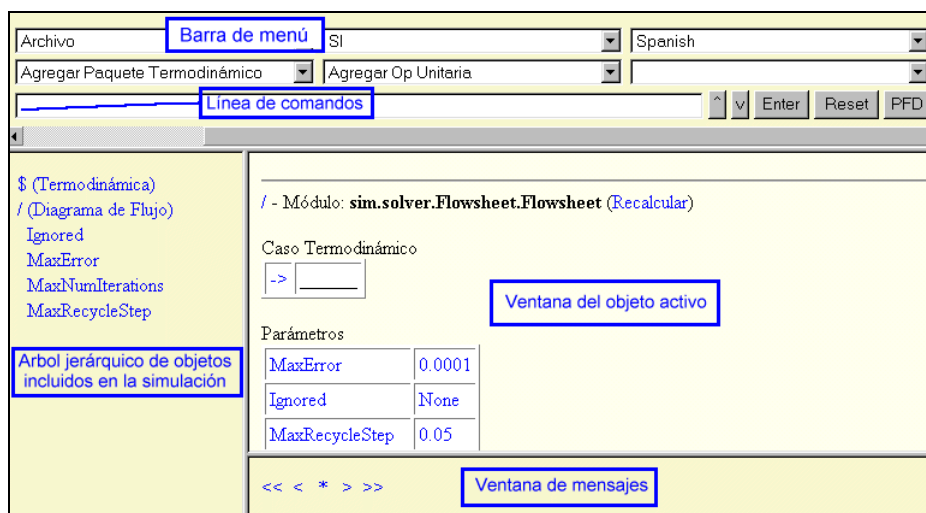 Archivo Barra de menú SI Spanish
Agregar Paquete Termodinámico Agregar Op Unitaria
Línea de comandos ^ v Enter Reset PFD
$ (Termodinámica)
/ (Diagrama de Flujo)
Ignored
MaxError
MaxNumIterations
MaxRecycleStep
Arbol jerárquico de objetos
incluidos en la simulación
/ - Módulo: sim.solver.Flowsheet.Flowsheet (Recalcular)
Caso Termodinámico
->
Ventana del objeto activo
Parámetros
MaxError 0.0001
Ignored None
MaxRecycleStep 0.05
<< < * > >> Ventana de mensajes